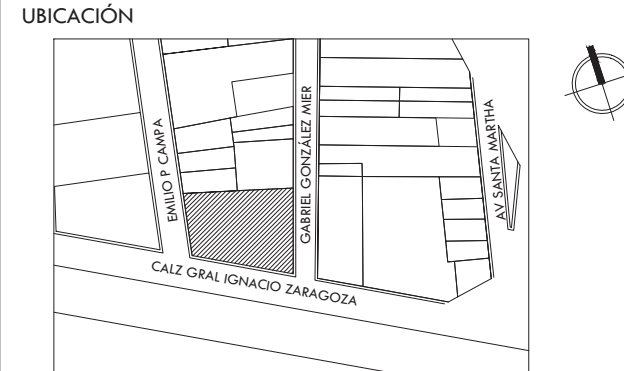 UBICACIÓN
EMILIO P CAMPA
GABRIEL GONZÁLEZ MIER
AV SANTA MARTHA
CALZ GRAL IGNACIO ZARAGOZA